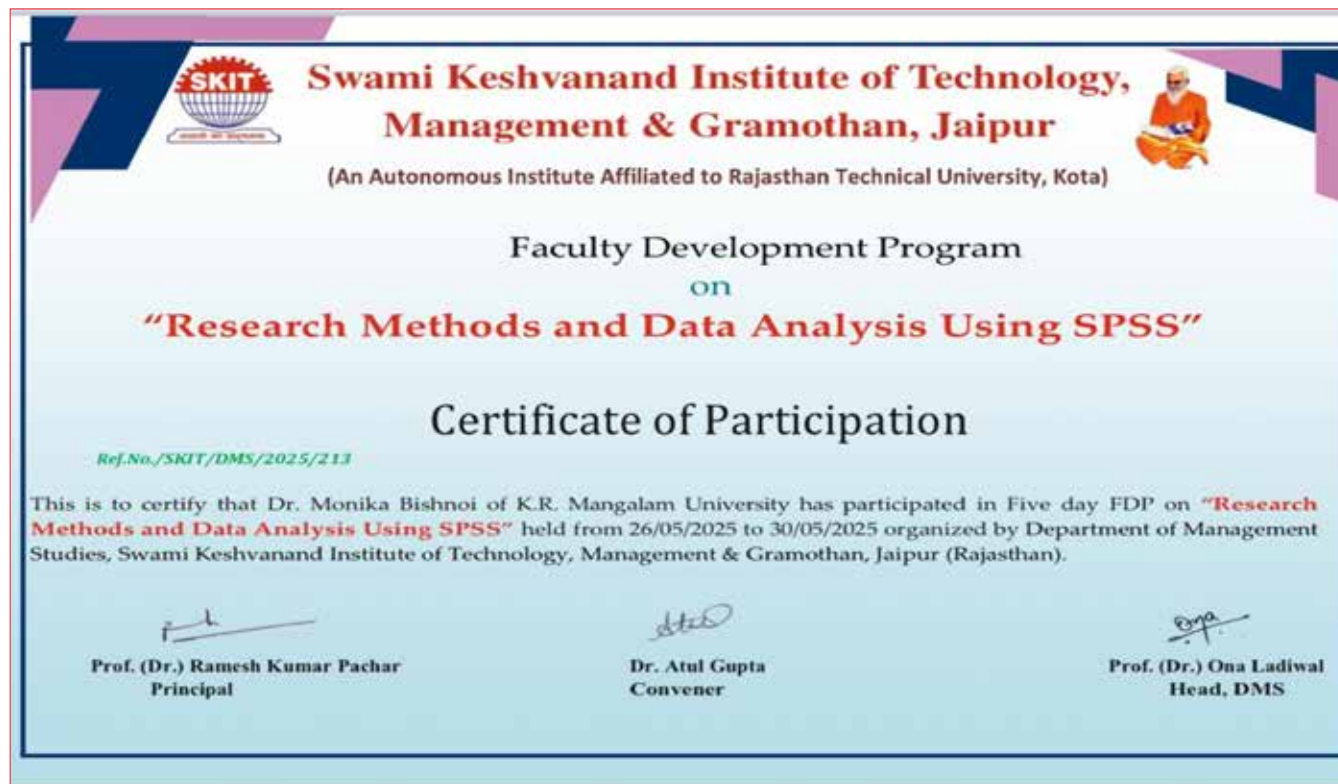 SKIT
Swami Keshvanand Institute of Technology,
Management & Gramothan, Jaipur
(An Autonomous Institute Affiliated to Rajasthan Technical University, Kota)
Faculty Development Program
on
“Research Methods and Data Analysis Using SPSS”
Certificate of Participation
Ref.No./SKIT/DMS/2025/213
This is to certify that Dr. Monika Bishnoi of K.R. Mangalam University has participated in Five day FDP on “Research
Methods and Data Analysis Using SPSS” held from 26/05/2025 to 30/05/2025 organized by Department of Management
Studies, Swami Keshvanand Institute of Technology, Management & Gramothan, Jaipur (Rajasthan).
Ona
Prof. (Dr.) Ramesh Kumar Pachar Dr. Atul Gupta Prof. (Dr.) Ona Ladiwal
Principal Convener Head, DMS